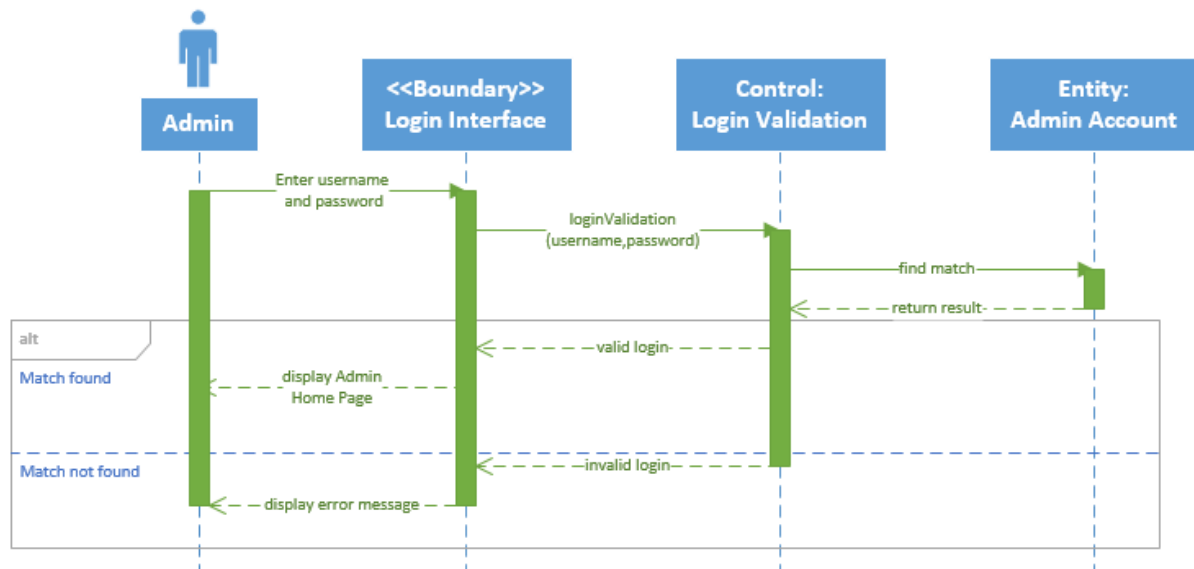 Admin
<<Boundary>>
Login Interface
Control:
Login Validation
Entity:
Admin Account
Enter username
and password
loginValidation
(username,password)
find match
return result
alt
valid login
Match found
display Admin
Home Page
Match not found
invalid login
display error message